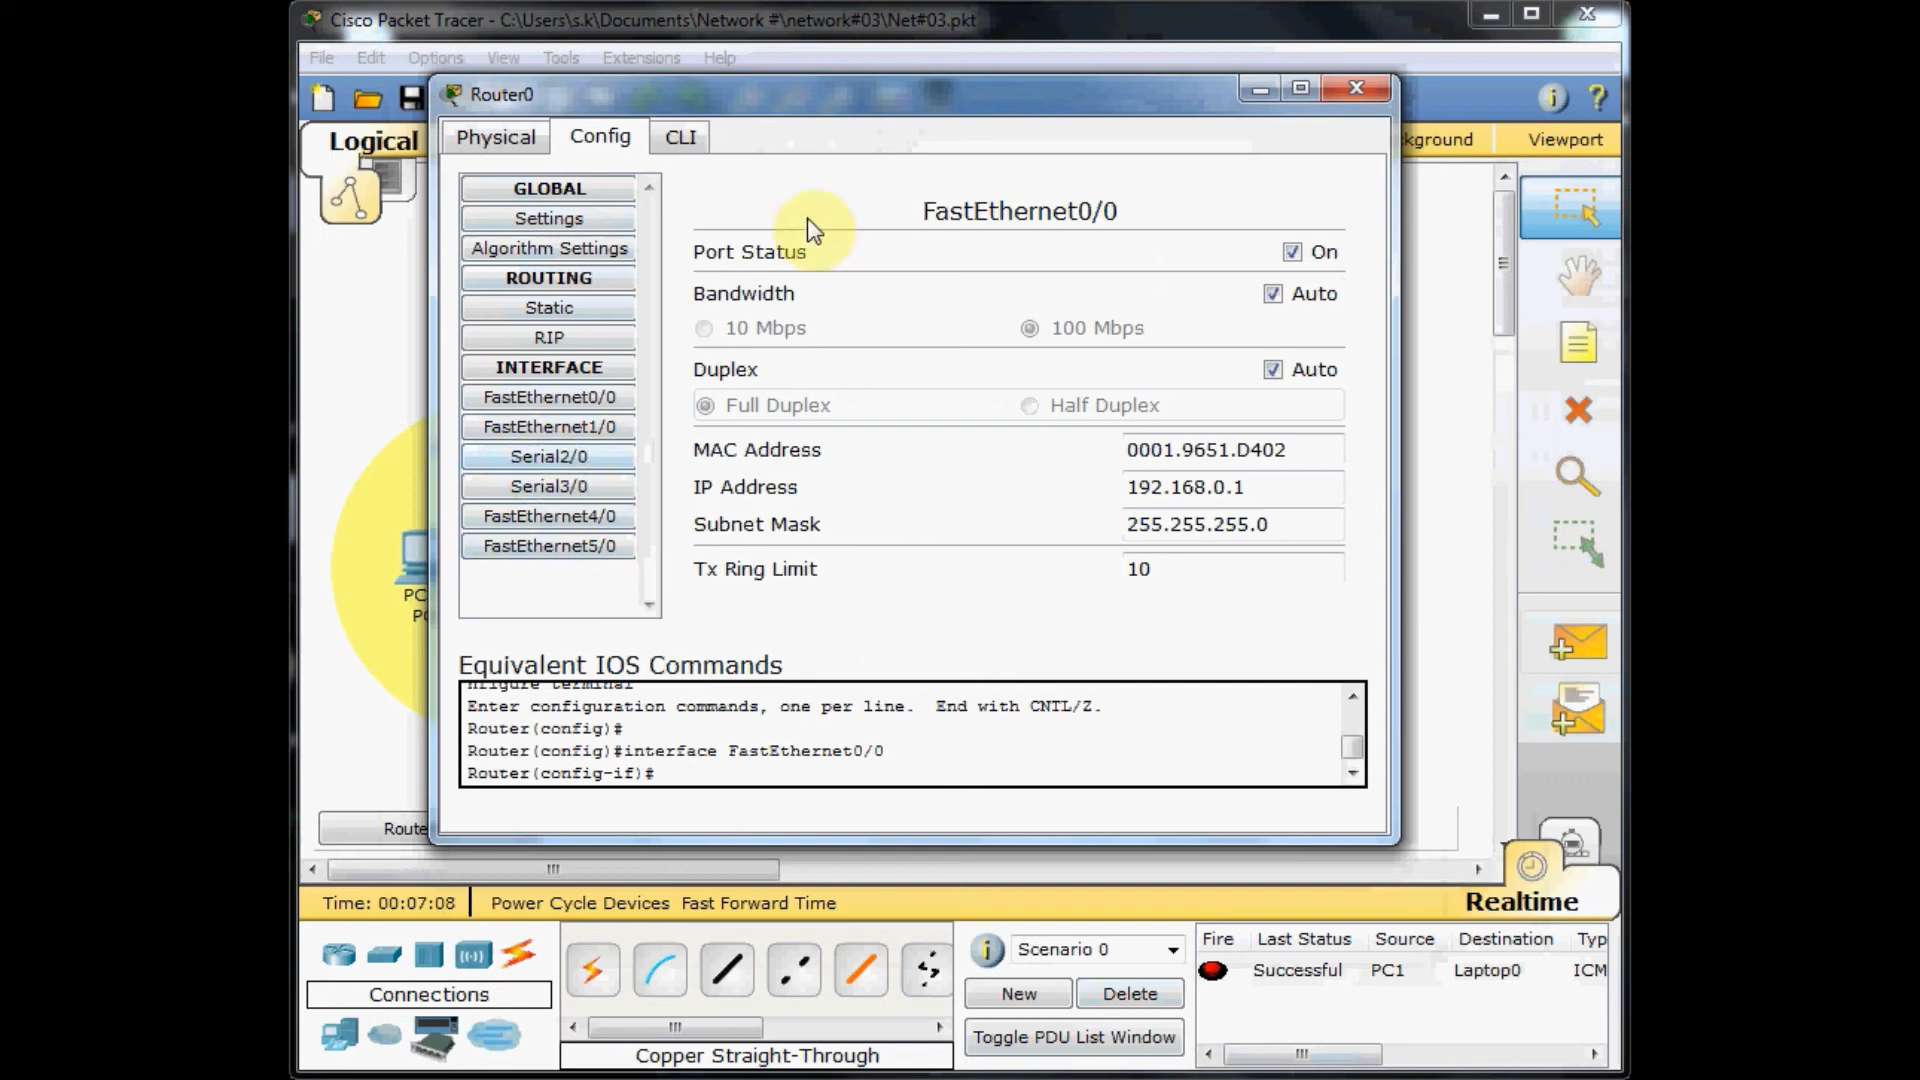 Cisco Packet Tracer - C:\Users\s.k\Documents\Network #\network#03\Net#03.pkt
File Edit Options View Tools Extensions Help
Router0
Logical
Physical Config CLI
kground Viewport
GLOBAL
Settings
Algorithm Settings
ROUTING
Static
RIP
INTERFACE
FastEthernet0/0
FastEthernet1/0
Serial2/0
Serial3/0
FastEthernet4/0
FastEthernet5/0
FastEthernet0/0
Port Status On
Bandwidth Auto
10 Mbps 100 Mbps
Duplex Auto
Full Duplex Half Duplex
MAC Address 0001.9651.D402
IP Address 192.168.0.1
Subnet Mask 255.255.255.0
Tx Ring Limit 10
PC
Equivalent IOS Commands
nfigure terminal
Enter configuration commands, one per line. End with CNTL/Z.
Router(config)#
Router(config)#interface FastEthernet0/0
Router(config-if)#
Route
Time: 00:07:08 Power Cycle Devices Fast Forward Time
Realtime
Connections
Copper Straight-Through
Scenario 0
New Delete
Toggle PDU List Window
Fire Last Status Source Destination Typ
Successful PC1 Laptop0 ICM